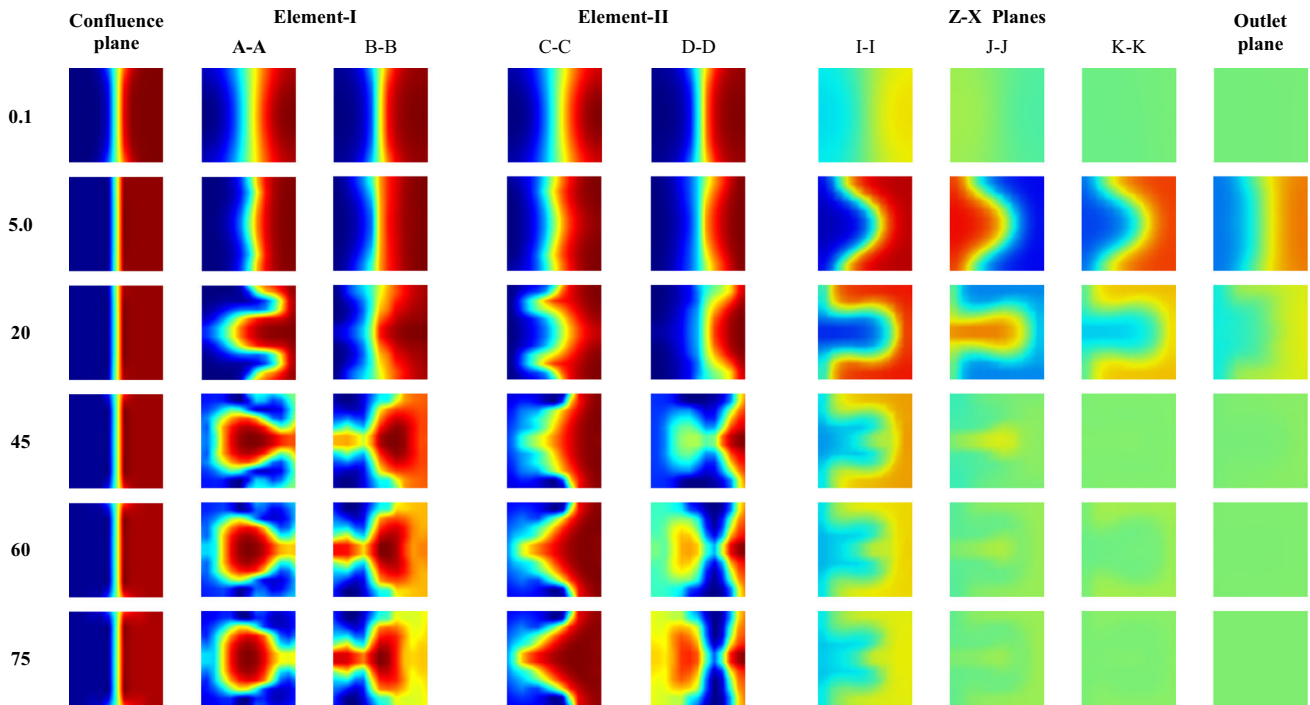 Confluence plane
Element-I
Element-II
Z-X Planes
Outlet plane
A-A
B-B
C-C
D-D
I-I
J-J
K-K
0.1
5.0
20
45
60
75